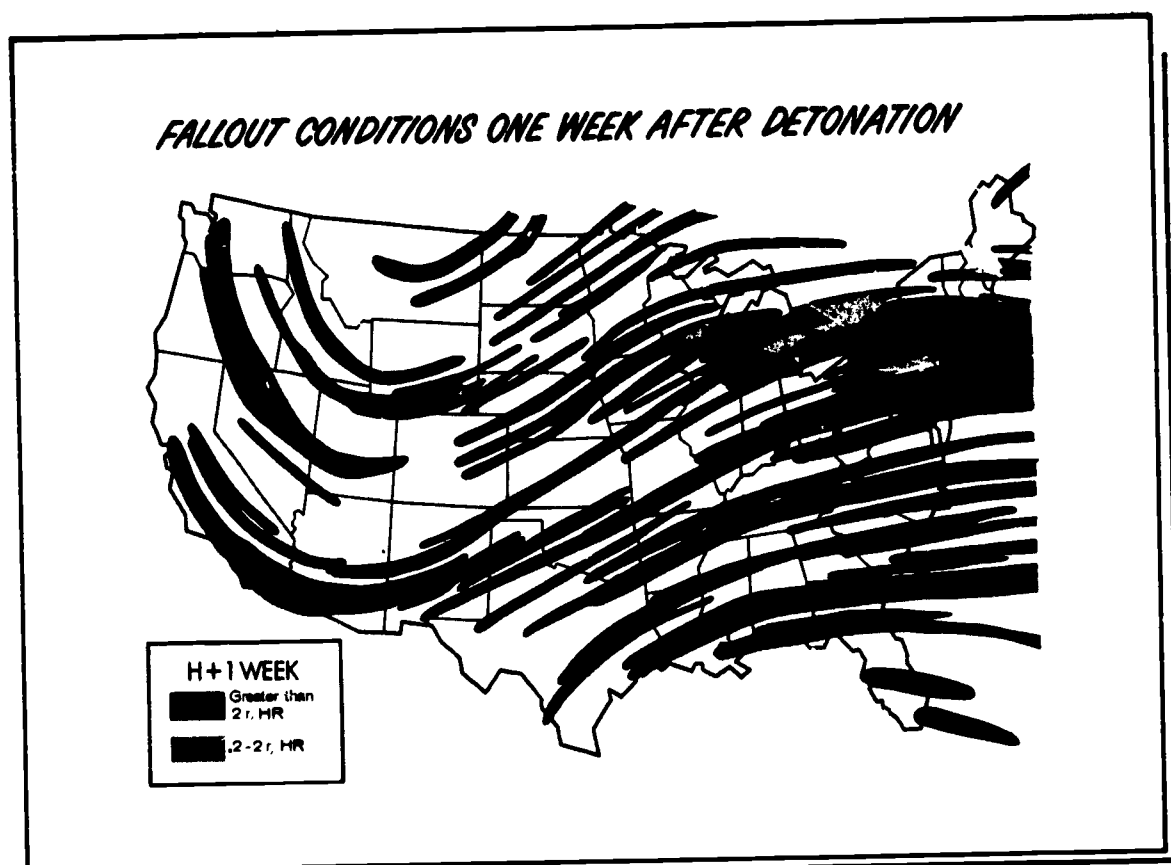 FALLOUT CONDITIONS ONE WEEK AFTER DETONATION
H+1 WEEK
Greater than
2 r, HR
.2-2 r, HR